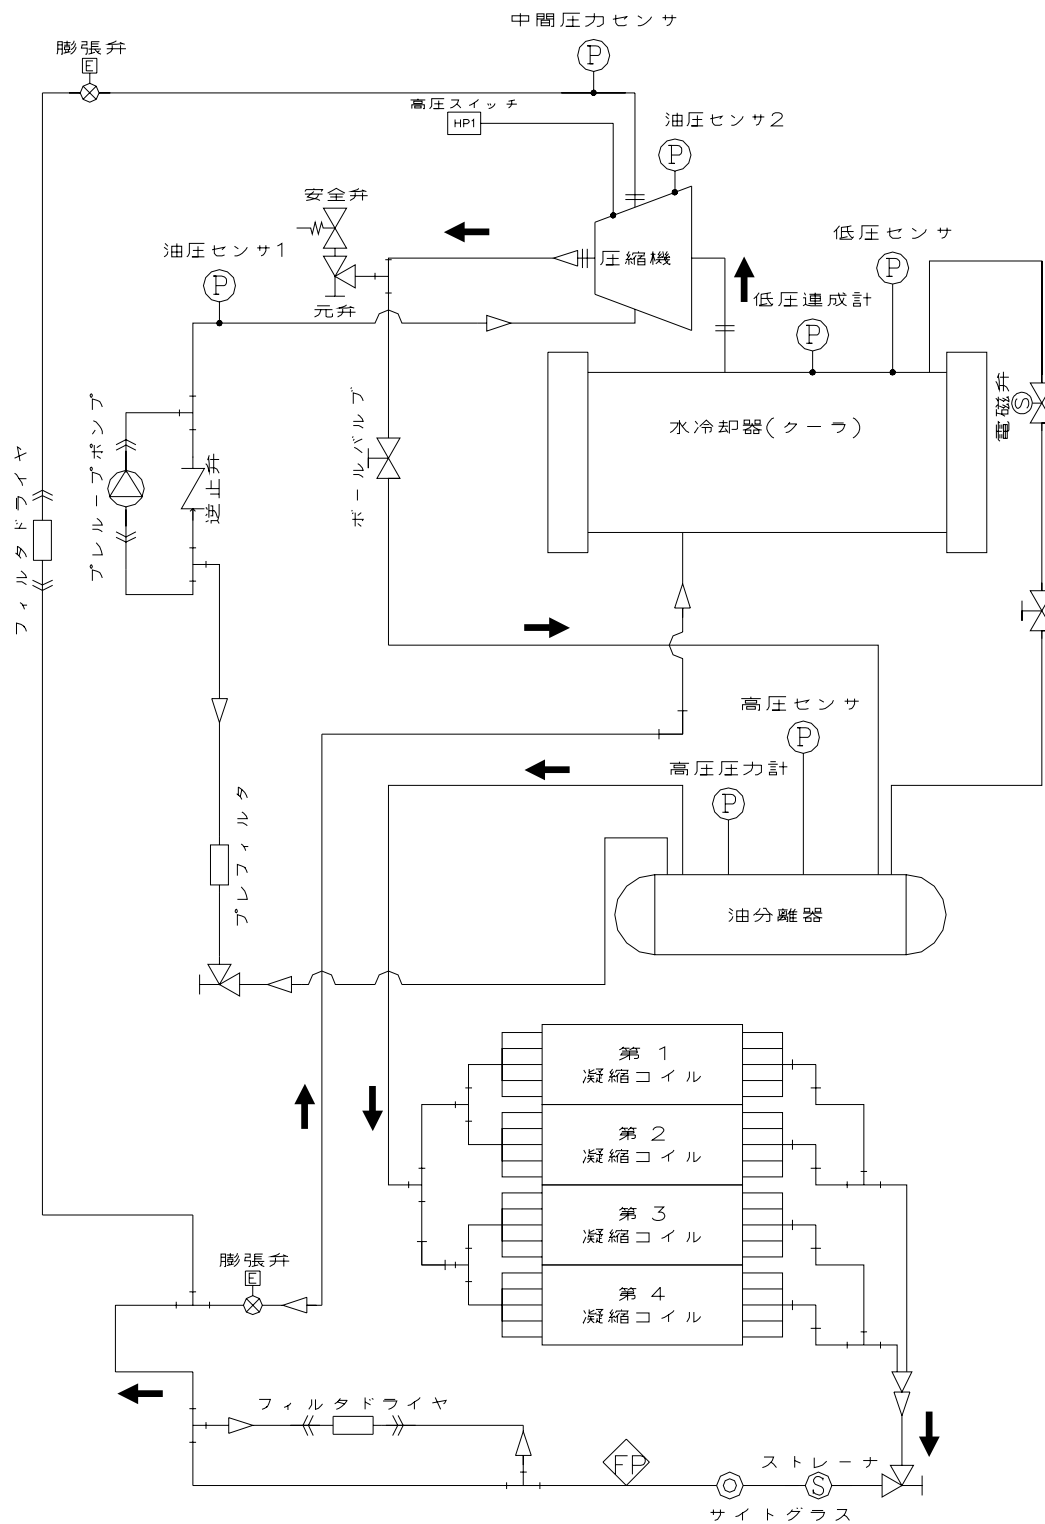 中間圧力センサ
P
膨張弁
E
高圧スイッチ
HP1
油圧センサ2
P
安全弁
油圧センサ1
P
元弁
圧縮機
低圧センサ
P
低圧連成計
P
電磁弁
S
水冷却器(クーラ)
フィルタドライヤ
プレルーブポンプ
逆止弁
ボールバルブ
高圧センサ
P
高圧圧力計
P
プレフィルタ
油分離器
第 1
凝縮コイル
第 2
凝縮コイル
第 3
凝縮コイル
第 4
凝縮コイル
膨張弁
E
フィルタドライヤ
FP
ストレーナ
S
サイトグラス